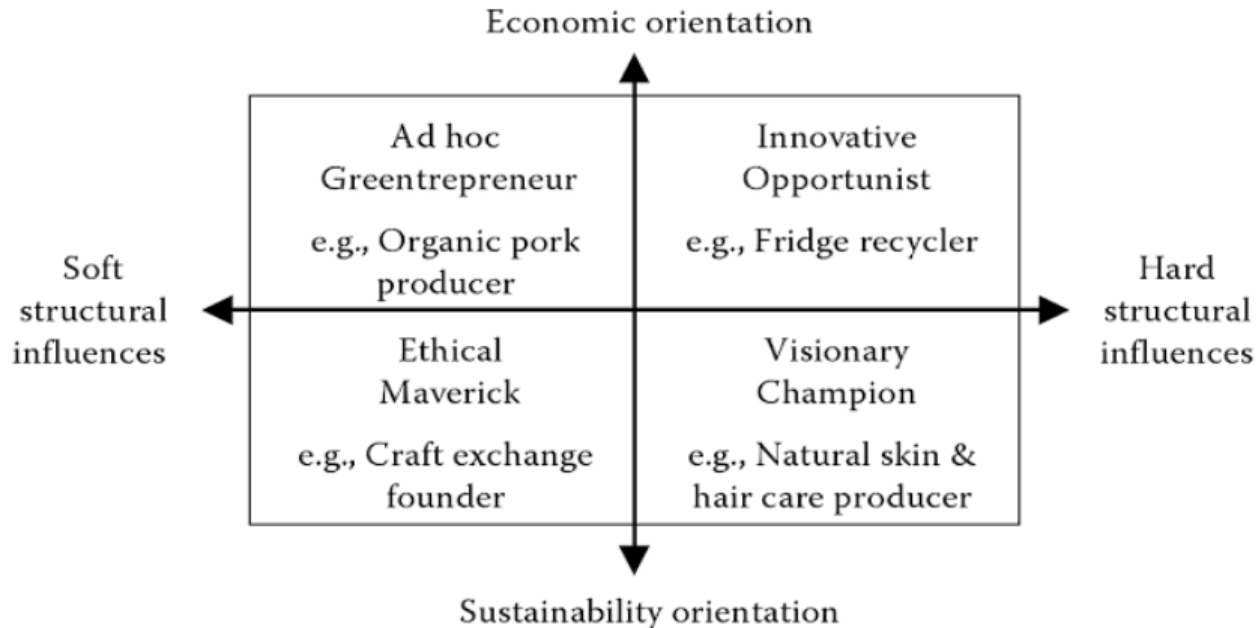 Economic orientation
Ad hoc
Greentrepreneur
e.g., Organic pork
producer
Innovative
Opportunist
e.g., Fridge recycler
Soft
structural
influences
Hard
structural
influences
Ethical
Maverick
e.g., Craft exchange
founder
Visionary
Champion
e.g., Natural skin &
hair care producer
Sustainability orientation